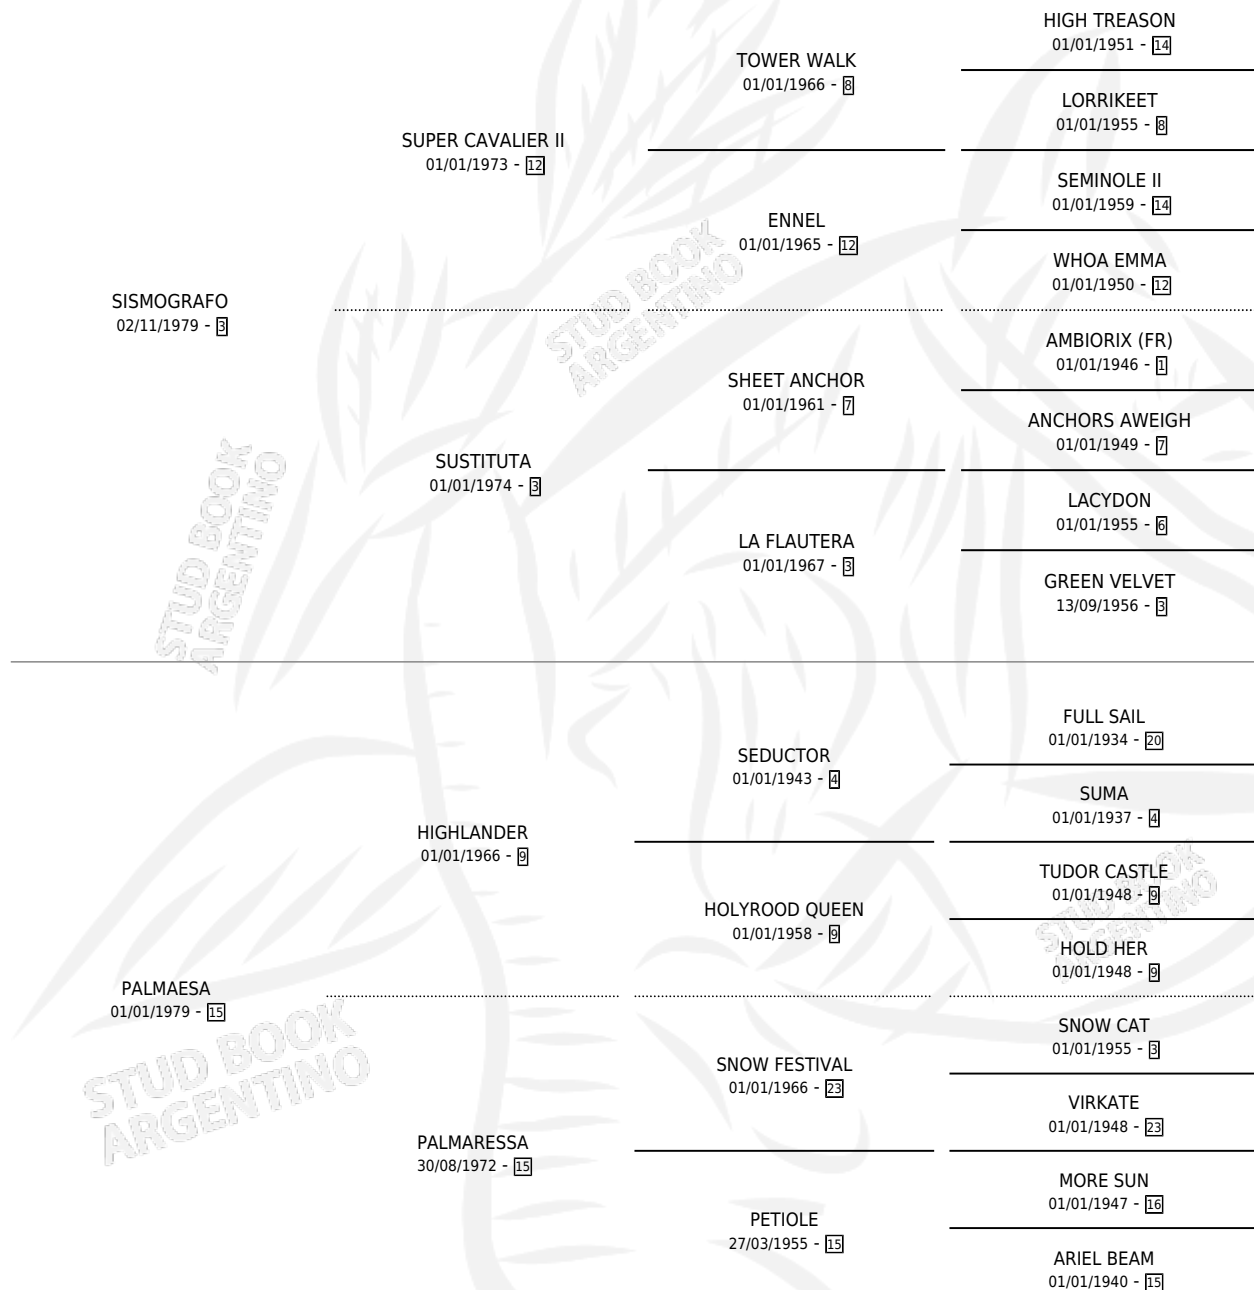 HIGH TREASON
01/01/1951 - 14
TOWER WALK
01/01/1966 - 8
LORRIKEET
01/01/1955 - 8
SUPER CAVALIER II
01/01/1973 - 12
SEMINOLE II
01/01/1959 - 14
ENNEL
01/01/1965 - 12
WHOA EMMA
01/01/1950 - 12
SISMOGRAFO
02/11/1979 - 3
AMBIORIX (FR)
01/01/1946 - 1
SHEET ANCHOR
01/01/1961 - 7
ANCHORS AWEIGH
01/01/1949 - 7
SUSTITUTA
01/01/1974 - 3
LACYDON
01/01/1955 - 6
LA FLAUTERA
01/01/1967 - 3
GREEN VELVET
13/09/1956 - 3
FULL SAIL
01/01/1934 - 20
SEDUCTOR
01/01/1943 - 4
SUMA
01/01/1937 - 4
HIGHLANDER
01/01/1966 - 9
TUDOR CASTLE
01/01/1948 - 9
HOLYROOD QUEEN
01/01/1958 - 9
HOLD HER
01/01/1948 - 9
PALMAESA
01/01/1979 - 15
SNOW CAT
01/01/1955 - 3
SNOW FESTIVAL
01/01/1966 - 23
VIRKATE
01/01/1948 - 23
PALMARESSA
30/08/1972 - 15
MORE SUN
01/01/1947 - 16
PETIOLE
27/03/1955 - 15
ARIEL BEAM
01/01/1940 - 15
STUD BOOK
ARGENTINO
STUD BOOK
ARGENTINO
STUD BOOK
ARGENTINO
STUD BOOK
ARGENTINO